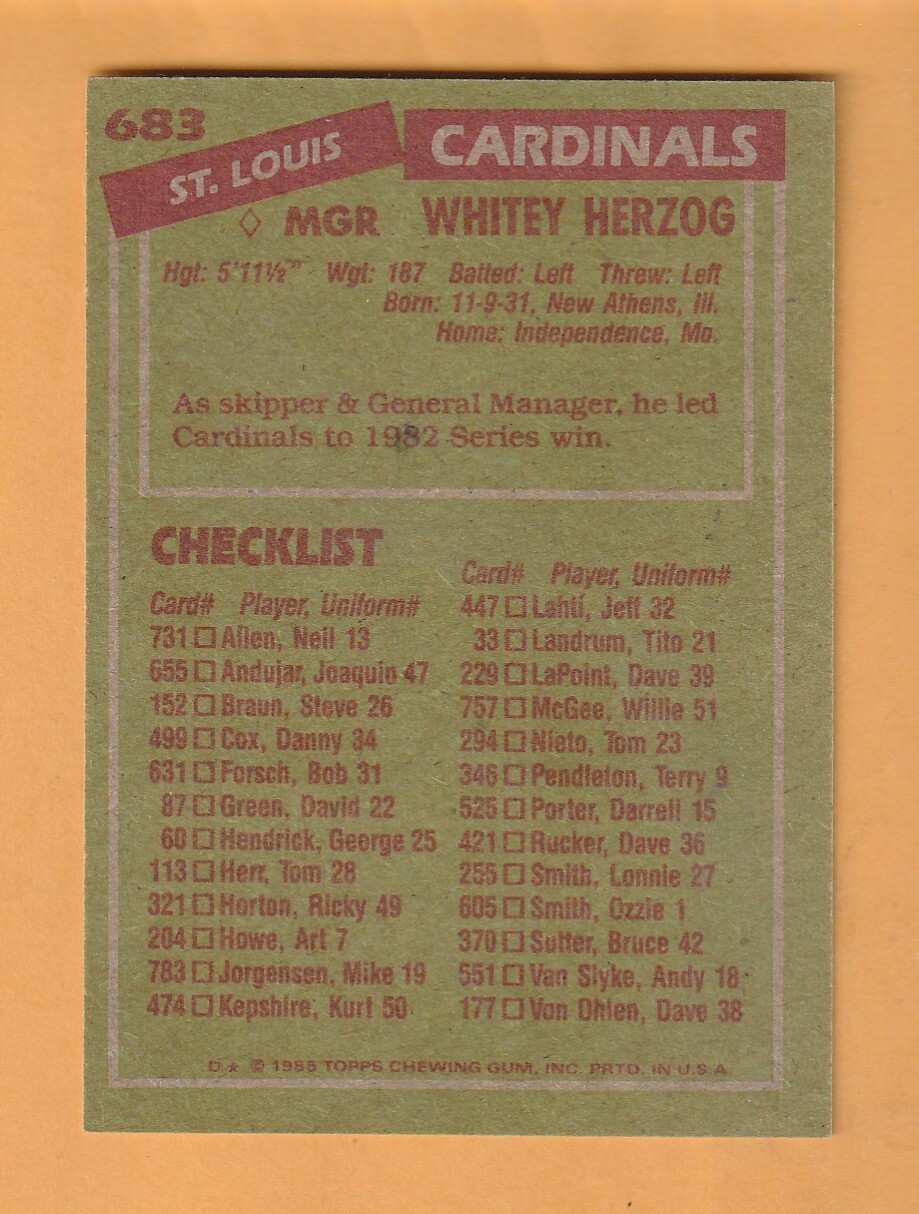 683
ST. LOUIS CARDINALS
◇ MGR WHITEY HERZOG
Hgt: 5'11½" Wgt: 187 Batted: Left Threw: Left
Born: 11-9-31, New Athens, Ill.
Home: Independence, Mo.
As skipper & General Manager, he led
Cardinals to 1982 Series win.
CHECKLIST
Card# Player, Uniform#
731 □ Allen, Neil 13
655 □ Andujar, Joaquin 47
152 □ Braun, Steve 26
499 □ Cox, Danny 34
631 □ Forsch, Bob 31
87 □ Green, David 22
60 □ Hendrick, George 25
113 □ Herr, Tom 28
321 □ Horton, Ricky 49
204 □ Howe, Art 7
783 □ Jorgensen, Mike 19
474 □ Kepshire, Kurt 50
Card# Player, Uniform#
447 □ Lahti, Jeff 32
33 □ Landrum, Tito 21
229 □ LaPoint, Dave 39
757 □ McGee, Willie 51
294 □ Nieto, Tom 23
346 □ Pendleton, Terry 9
525 □ Porter, Darrell 15
421 □ Rucker, Dave 36
255 □ Smith, Lonnie 27
605 □ Smith, Ozzie 1
370 □ Sutter, Bruce 42
551 □ Van Slyke, Andy 18
177 □ Von Ohlen, Dave 38
D★ © 1985 TOPPS CHEWING GUM, INC. PRTD. IN U.S.A.